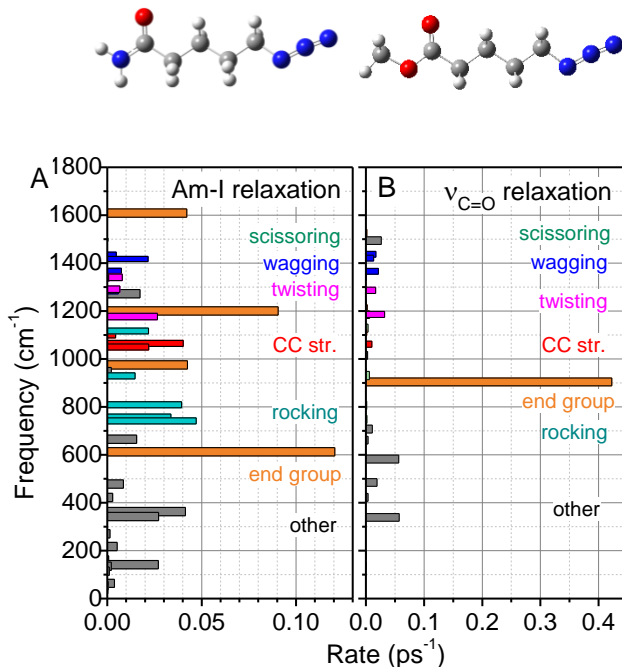 A
Am-I relaxation
B
ν_C=O relaxation
1800
1600
1400
1200
1000
800
600
400
200
0
Frequency (cm⁻¹)
scissoring
wagging
twisting
CC str.
rocking
end group
other
scissoring
wagging
twisting
CC str.
end group
rocking
other
0.00 0.05 0.10
0.0 0.1 0.2 0.3 0.4
Rate (ps⁻¹)